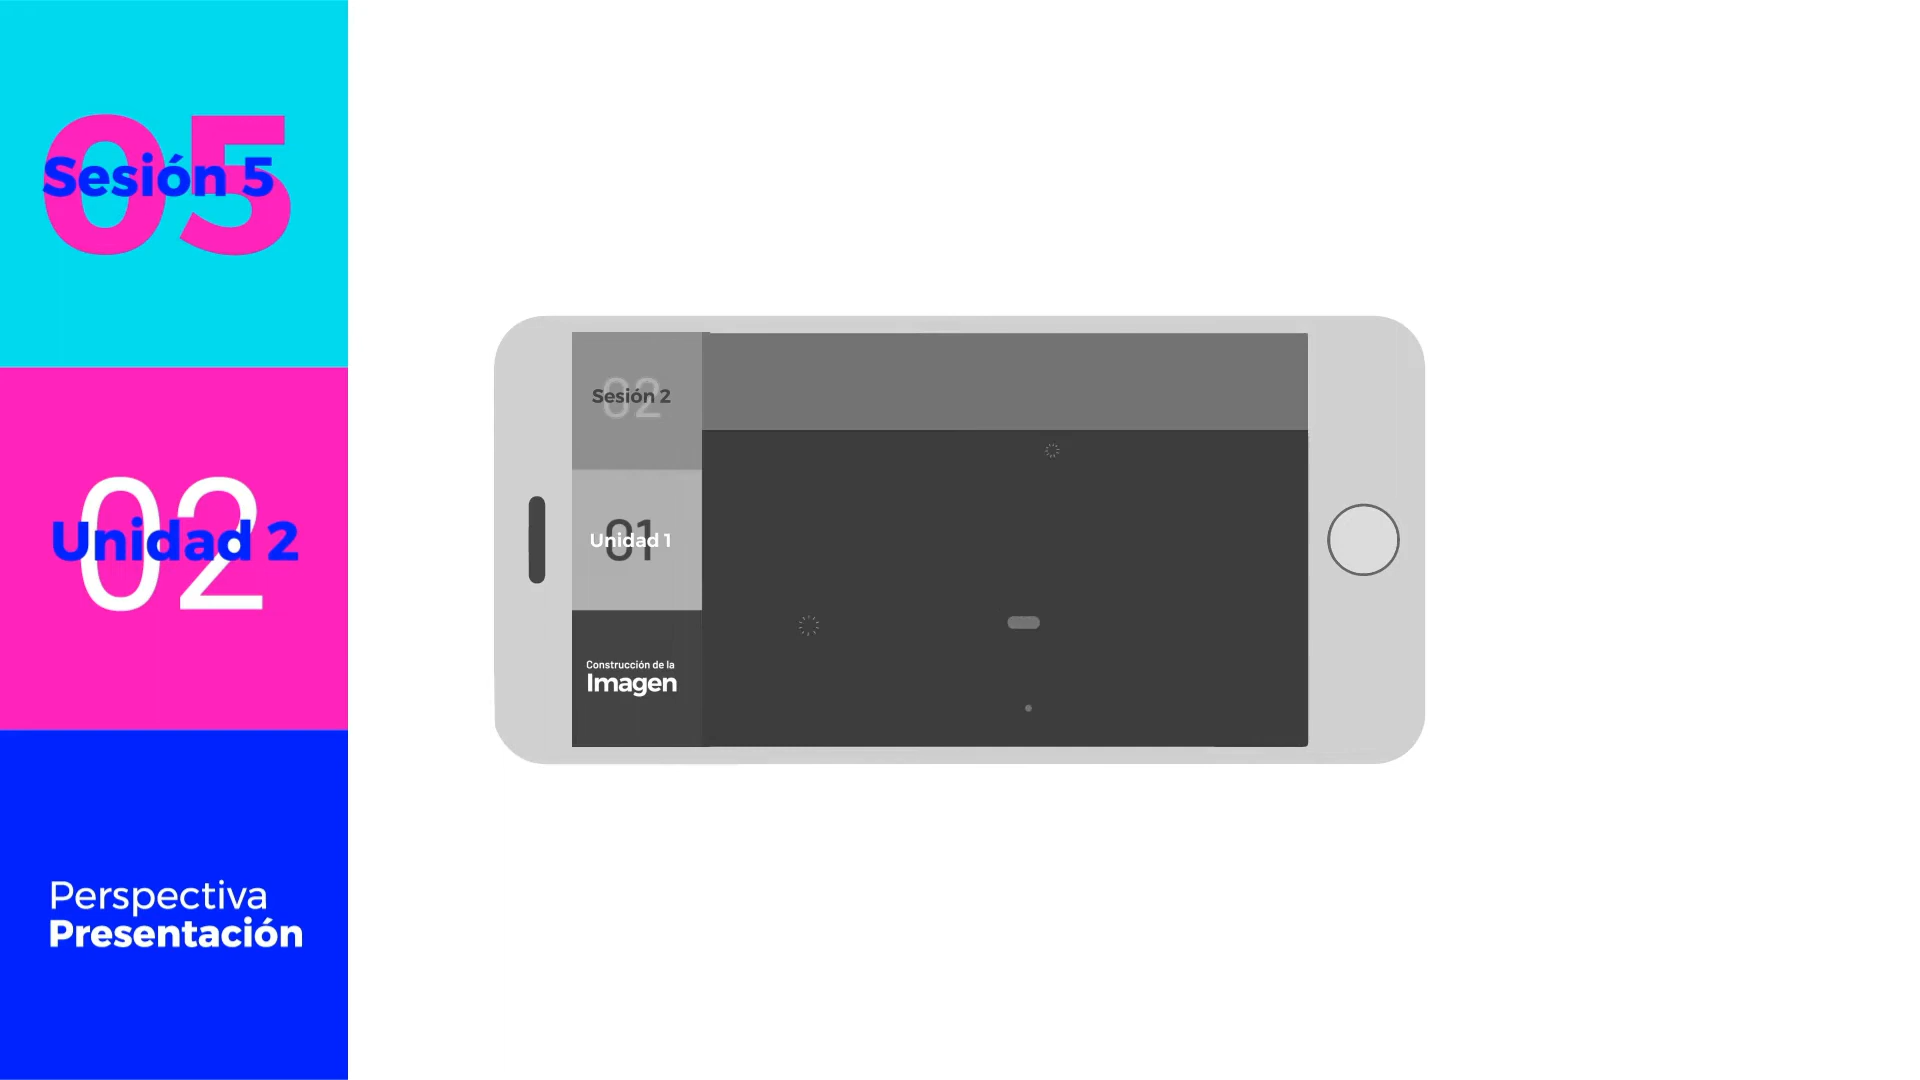 05
Sesión 5
02
Unidad 2
Perspectiva
Presentación
02
Sesión 2
01
Unidad 1
Construcción de la
Imagen